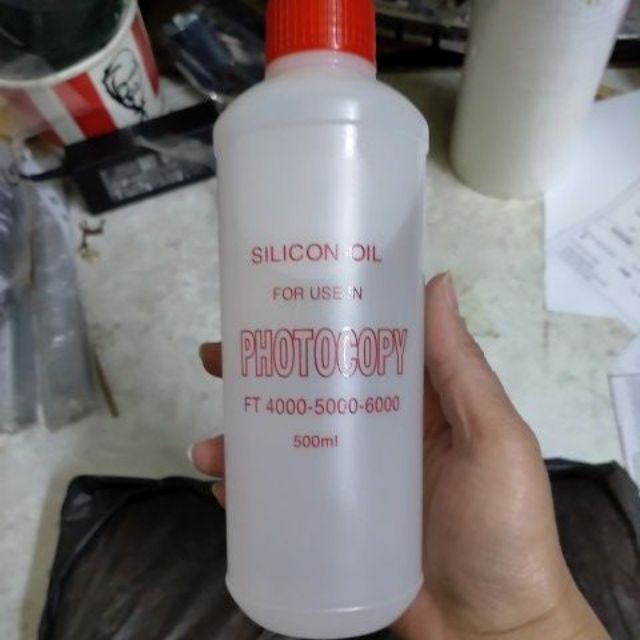 SILICON OIL
FOR USE IN
PHOTOCOPY
FT 4000-5000-6000
500ml